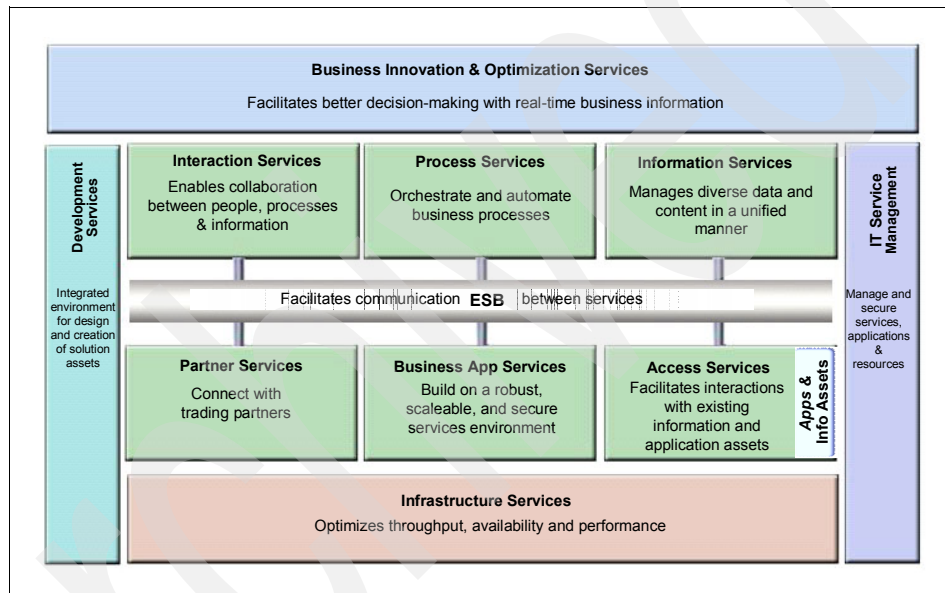 Business Innovation & Optimization Services
Facilitates better decision-making with real-time business information
Development
Services
Integrated
environment
for design
and creation
of solution
assets
Interaction Services
Enables collaboration
between people, processes
& information
Process Services
Orchestrate and automate
business processes
Information Services
Manages diverse data and
content in a unified
manner
IT Service
Management
Manage and
secure
services,
applications
&
resources
Facilitates communication ESB between services
Partner Services
Connect with
trading partners
Business App Services
Build on a robust,
scaleable, and secure
services environment
Access Services
Facilitates interactions
with existing
information and
application assets
Apps &
Info Assets
Infrastructure Services
Optimizes throughput, availability and performance